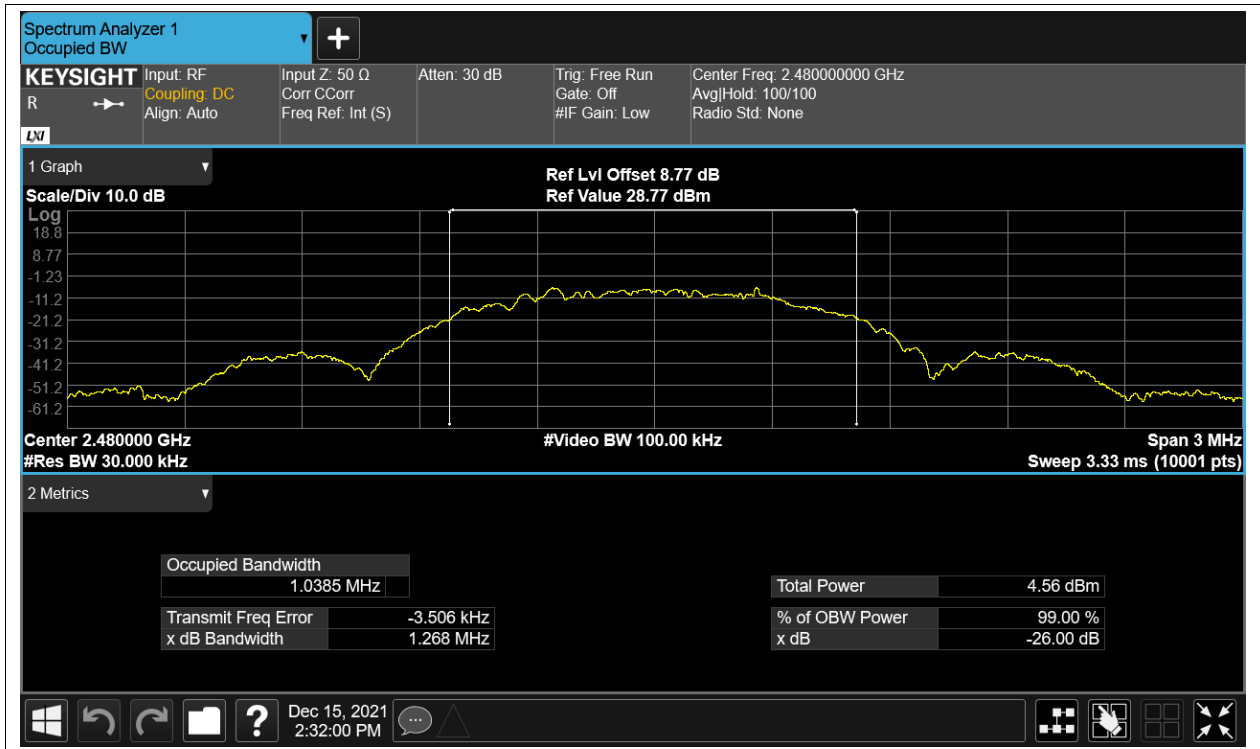 Spectrum Analyzer 1
Occupied BW
KEYSIGHT
R
LXI
Input: RF
Coupling: DC
Align: Auto
Input Z: 50 Ω
Corr CCorr
Freq Ref: Int (S)
Atten: 30 dB
Trig: Free Run
Gate: Off
#IF Gain: Low
Center Freq: 2.480000000 GHz
Avg|Hold: 100/100
Radio Std: None
1 Graph
Scale/Div 10.0 dB
Ref Lvl Offset 8.77 dB
Ref Value 28.77 dBm
Log
18.8
8.77
-1.23
-11.2
-21.2
-31.2
-41.2
-51.2
-61.2
Center 2.480000 GHz
#Video BW 100.00 kHz
Span 3 MHz
#Res BW 30.000 kHz
Sweep 3.33 ms (10001 pts)
2 Metrics
Occupied Bandwidth
1.0385 MHz
Total Power 4.56 dBm
Transmit Freq Error -3.506 kHz
% of OBW Power 99.00 %
x dB Bandwidth 1.268 MHz
x dB -26.00 dB
?
Dec 15, 2021
2:32:00 PM